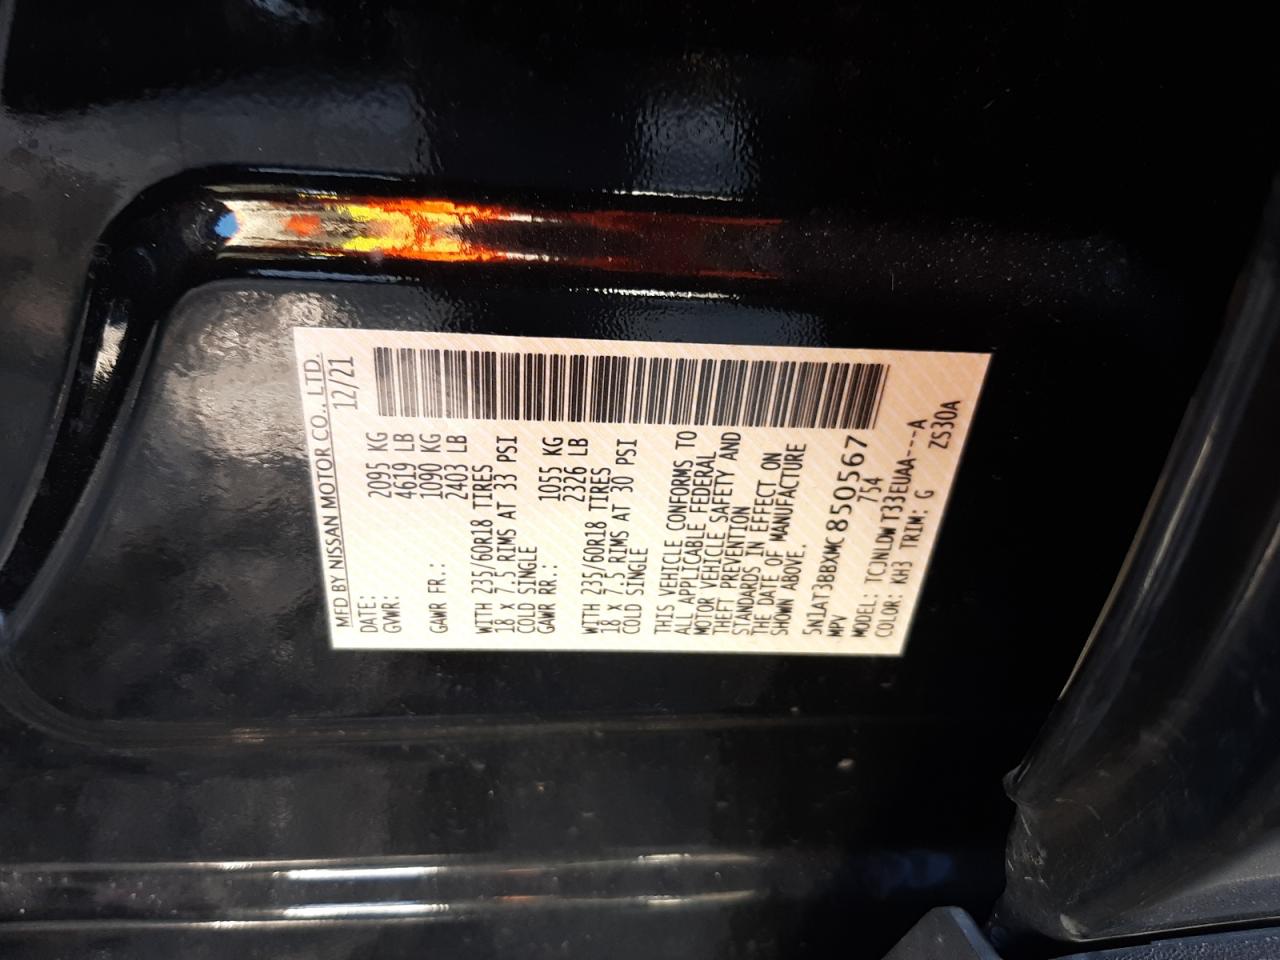 MFD BY NISSAN MOTOR CO., LTD.
DATE: 12/21
GVWR: 2095 KG
4619 LB
GAWR FR.: 1090 KG
2403 LB
WITH 235/60R18 TIRES
18 X 7.5 RIMS AT 33 PSI
COLD SINGLE
GAWR RR.: 1055 KG
2326 LB
WITH 235/60R18 TIRES
18 X 7.5 RIMS AT 30 PSI
COLD SINGLE
THIS VEHICLE CONFORMS TO
ALL APPLICABLE FEDERAL
MOTOR VEHICLE SAFETY AND
THEFT PREVENTION
STANDARDS IN EFFECT ON
THE DATE OF MANUFACTURE
SHOWN ABOVE.
5N1AT3BBXMC850567
MPV 754
MODEL: TCJNLDW T33EUAA---A
COLOR: KH3 TRIM: G ZS30A